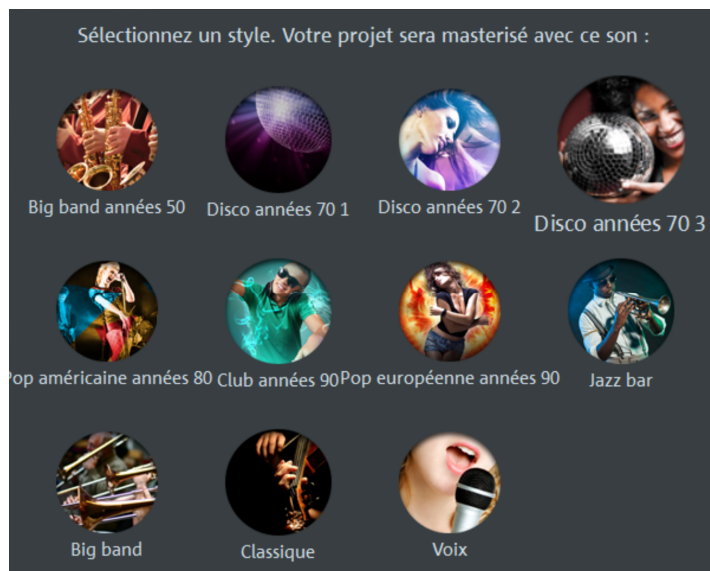 Sélectionnez un style. Votre projet sera masterisé avec ce son :
Big band années 50
Disco années 70 1
Disco années 70 2
Disco années 70 3
Pop américaine années 80
Club années 90
Pop européenne années 90
Jazz bar
Big band
Classique
Voix